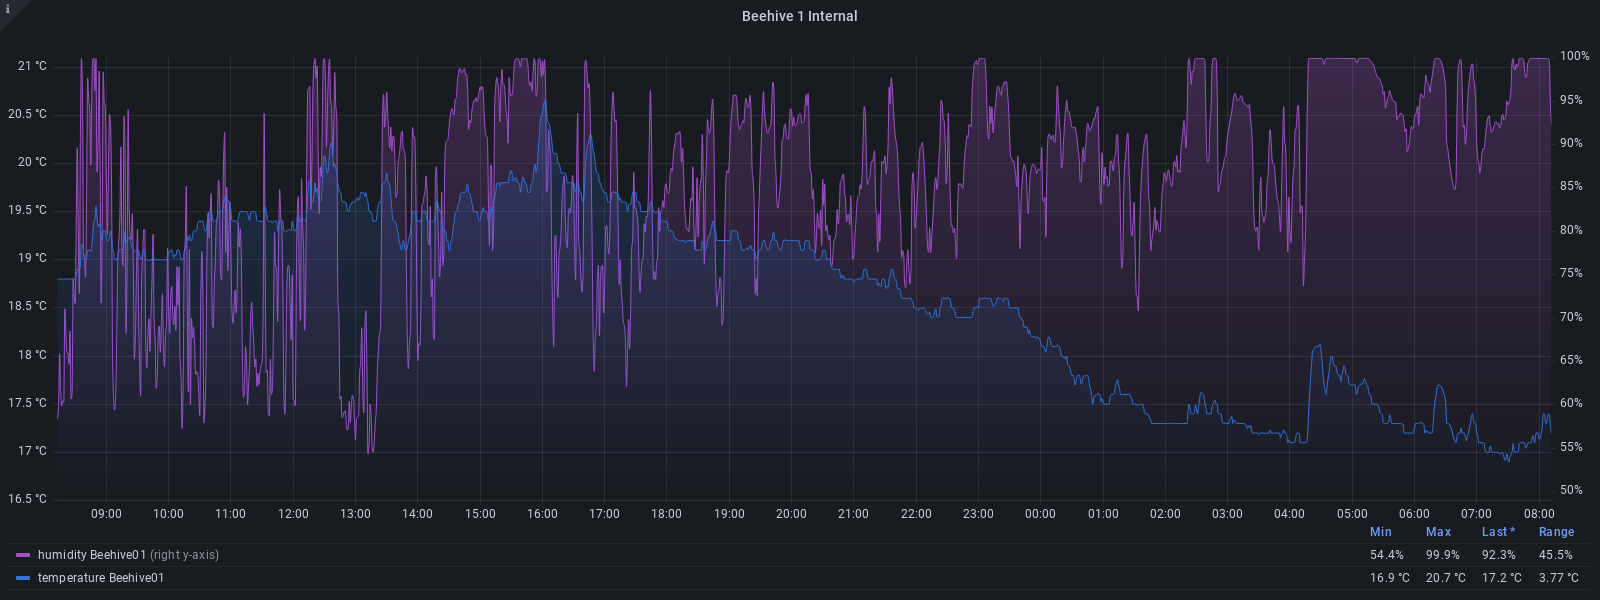 i
Beehive 1 Internal
21 °C
20.5 °C
20 °C
19.5 °C
19 °C
18.5 °C
18 °C
17.5 °C
17 °C
16.5 °C
100%
95%
90%
85%
80%
75%
70%
65%
60%
55%
50%
09:00 10:00 11:00 12:00 13:00 14:00 15:00 16:00 17:00 18:00 19:00 20:00 21:00 22:00 23:00 00:00 01:00 02:00 03:00 04:00 05:00 06:00 07:00 08:00
Min Max Last * Range
humidity Beehive01 (right y-axis) 54.4% 99.9% 92.3% 45.5%
temperature Beehive01 16.9 °C 20.7 °C 17.2 °C 3.77 °C